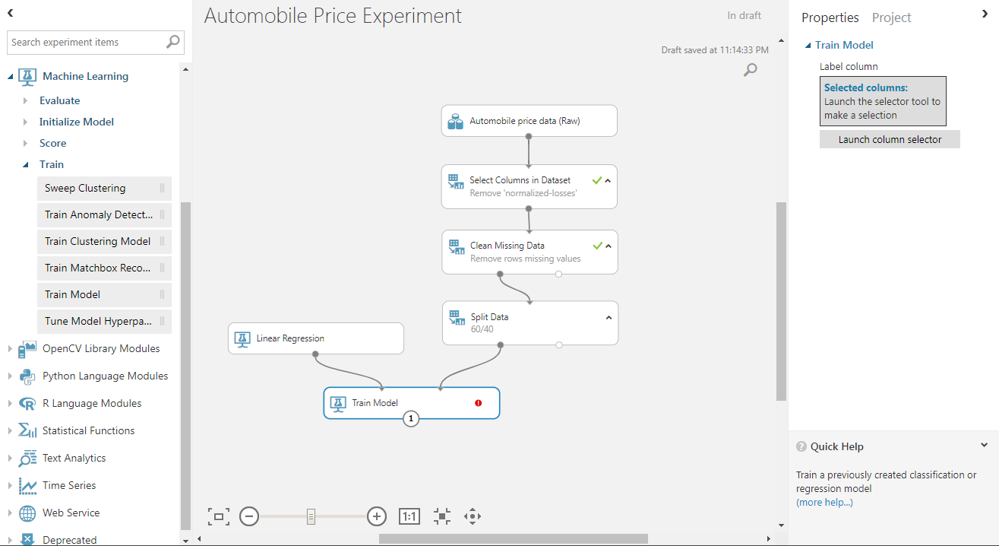 Automobile Price Experiment
In draft
Draft saved at 11:14:33 PM
Search experiment items
Machine Learning
Evaluate
Initialize Model
Score
Train
Sweep Clustering
Train Anomaly Detect...
Train Clustering Model
Train Matchbox Reco...
Train Model
Tune Model Hyperpa...
OpenCV Library Modules
Python Language Modules
R Language Modules
Statistical Functions
Text Analytics
Time Series
Web Service
Deprecated
Automobile price data (Raw)
Select Columns in Dataset
Remove 'normalized-losses'
Clean Missing Data
Remove rows missing values
Split Data
60/40
Linear Regression
Train Model
1
1:1
Properties Project
Train Model
Label column
Selected columns:
Launch the selector tool to
make a selection
Launch column selector
? Quick Help
Train a previously created classification or
regression model
(more help...)